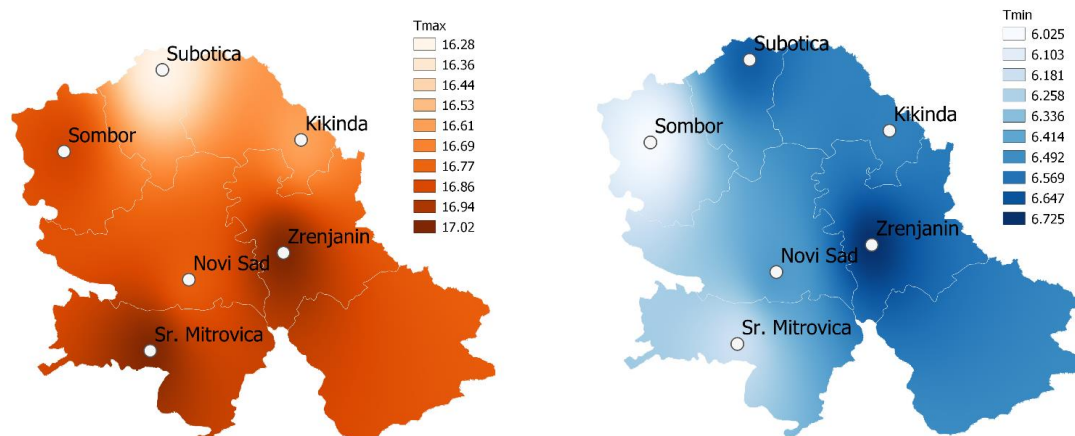 Tmax
16.28
16.36
16.44
16.53
16.61
16.69
16.77
16.86
16.94
17.02
Subotica
Sombor
Kikinda
Zrenjanin
Novi Sad
Sr. Mitrovica
Tmin
6.025
6.103
6.181
6.258
6.336
6.414
6.492
6.569
6.647
6.725
Subotica
Sombor
Kikinda
Zrenjanin
Novi Sad
Sr. Mitrovica